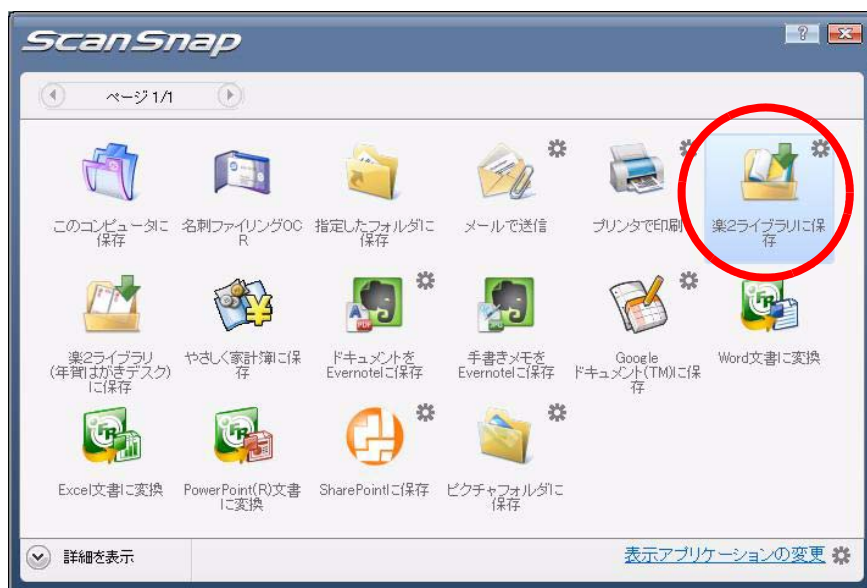 ScanSnap
ページ 1/1
このコンピュータに
保存
名刺ファイリングOC
R
指定したフォルダに
保存
メールで送信
プリンタで印刷
楽2ライブラリに保
存
楽2ライブラリ
(年賀はがきデスク)
に保存
やさしく家計簿に保
存
ドキュメントを
Evernoteに保存
手書きメモを
Evernoteに保存
Google
ドキュメント(TM)に保
存
Word文書に変換
Excel文書に変換
PowerPoint(R)文書
に変換
SharePointに保存
ピクチャフォルダに
保存
詳細を表示
表示アプリケーションの変更